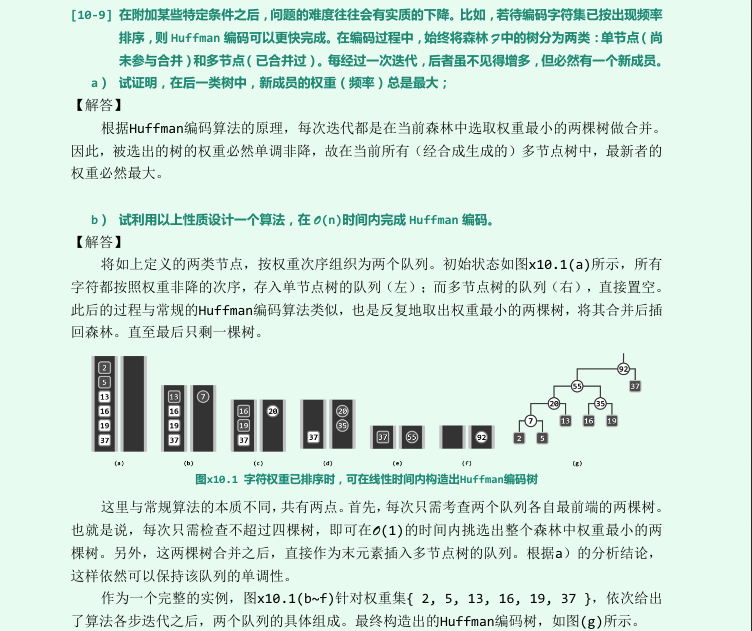 [10-9] 在附加某些特定条件之后，问题的难度往往会有实质的下降。比如，若待编码字符集已按出现频率
排序，则 Huffman 编码可以更快完成。在编码过程中，始终将森林ℱ中的树分为两类：单节点（尚
未参与合并）和多节点（已合并过）。每经过一次迭代，后者虽不见得增多，但必然有一个新成员。
a） 试证明，在后一类树中，新成员的权重（频率）总是最大；
【解答】
根据Huffman编码算法的原理，每次迭代都是在当前森林中选取权重最小的两棵树做合并。
因此，被选出的树的权重必然单调非降，故在当前所有（经合成生成的）多节点树中，最新者的
权重必然最大。
b） 试利用以上性质设计一个算法，在 𝒪(n)时间内完成 Huffman 编码。
【解答】
将如上定义的两类节点，按权重次序组织为两个队列。初始状态如图x10.1(a)所示，所有
字符都按照权重非降的次序，存入单节点树的队列（左）；而多节点树的队列（右），直接置空。
此后的过程与常规的Huffman编码算法类似，也是反复地取出权重最小的两棵树，将其合并后插
回森林。直至最后只剩一棵树。
2
5
13
16
19
37
(a)
13 7
16
19
37
(b)
16 20
19
37
(c)
20
35
37
(d)
37 55
(e)
92
(f)
92
55 37
20 35
7 13 16 19
2 5
(g)
图x10.1 字符权重已排序时，可在线性时间内构造出Huffman编码树
这里与常规算法的本质不同，共有两点。首先，每次只需考查两个队列各自最前端的两棵树。
也就是说，每次只需检查不超过四棵树，即可在𝒪(1)的时间内挑选出整个森林中权重最小的两
棵树。另外，这两棵树合并之后，直接作为末元素插入多节点树的队列。根据a）的分析结论，
这样依然可以保持该队列的单调性。
作为一个完整的实例，图x10.1(b~f)针对权重集{ 2, 5, 13, 16, 19, 37 }，依次给出
了算法各步迭代之后，两个队列的具体组成。最终构造出的Huffman编码树，如图(g)所示。